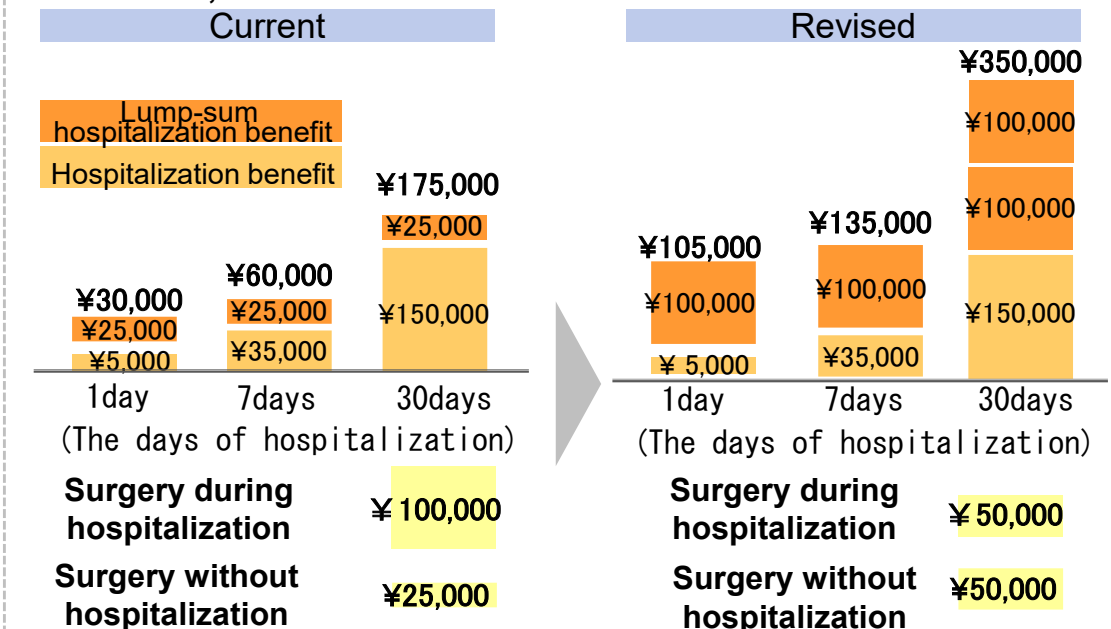 Current
Lump-sum
hospitalization benefit
Hospitalization benefit
¥30,000
¥25,000
¥5,000
¥60,000
¥25,000
¥35,000
¥175,000
¥25,000
¥150,000
1day 7days 30days
(The days of hospitalization)
Surgery during
hospitalization
¥100,000
Surgery without
hospitalization
¥25,000
Revised
¥105,000
¥100,000
¥ 5,000
¥135,000
¥100,000
¥35,000
¥350,000
¥100,000
¥100,000
¥150,000
1day 7days 30days
(The days of hospitalization)
Surgery during
hospitalization
¥50,000
Surgery without
hospitalization
¥50,000